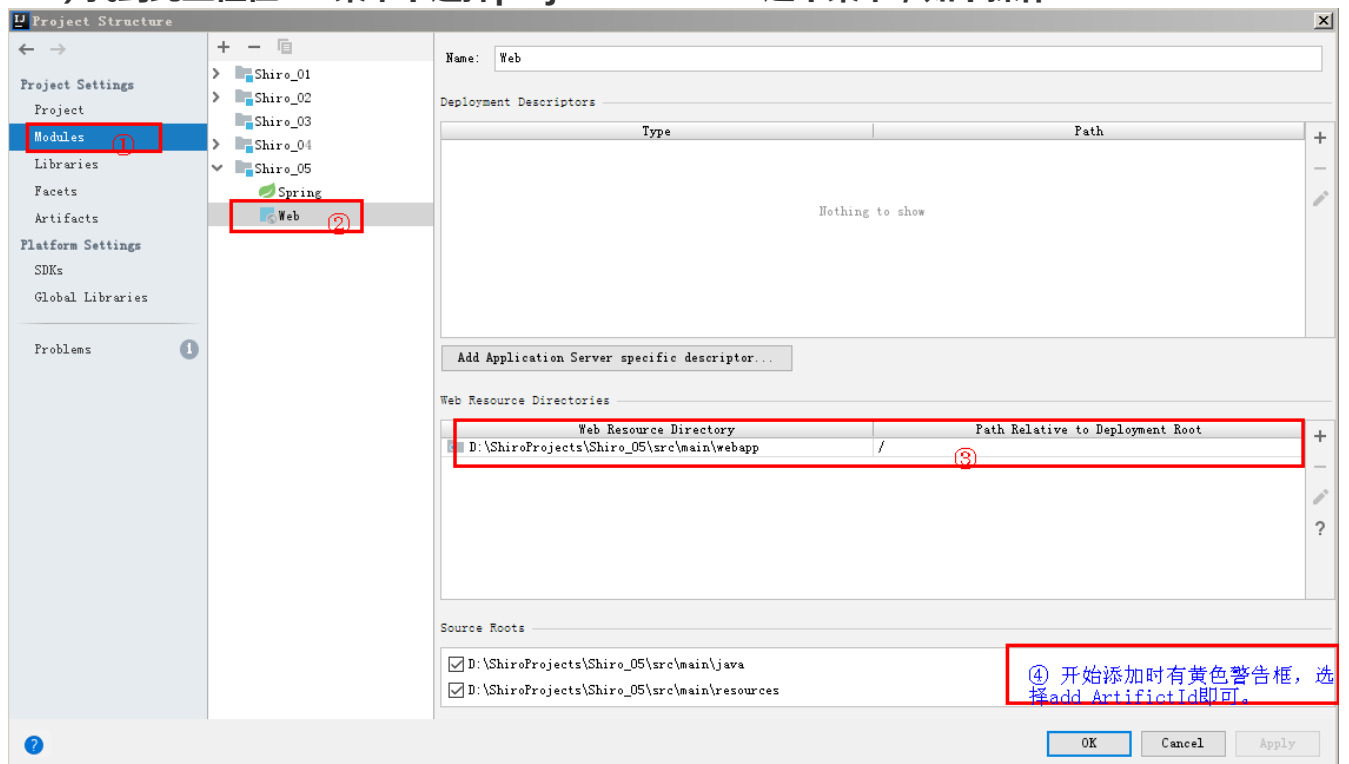 Project Structure
Project Settings
Project
Modules ①
Libraries
Facets
Artifacts
Platform Settings
SDKs
Global Libraries
Problems
Shiro_01
Shiro_02
Shiro_03
Shiro_04
Shiro_05
Spring
Web ②
Name: Web
Deployment Descriptors
Type Path
Nothing to show
Add Application Server specific descriptor...
Web Resource Directories
Web Resource Directory Path Relative to Deployment Root
D:\ShiroProjects\Shiro_05\src\main\webapp / ③
?
Source Roots
D:\ShiroProjects\Shiro_05\src\main\java
D:\ShiroProjects\Shiro_05\src\main\resources
④ 开始添加时有黄色警告框，选
择add ArtifictId即可。
? OK Cancel Apply